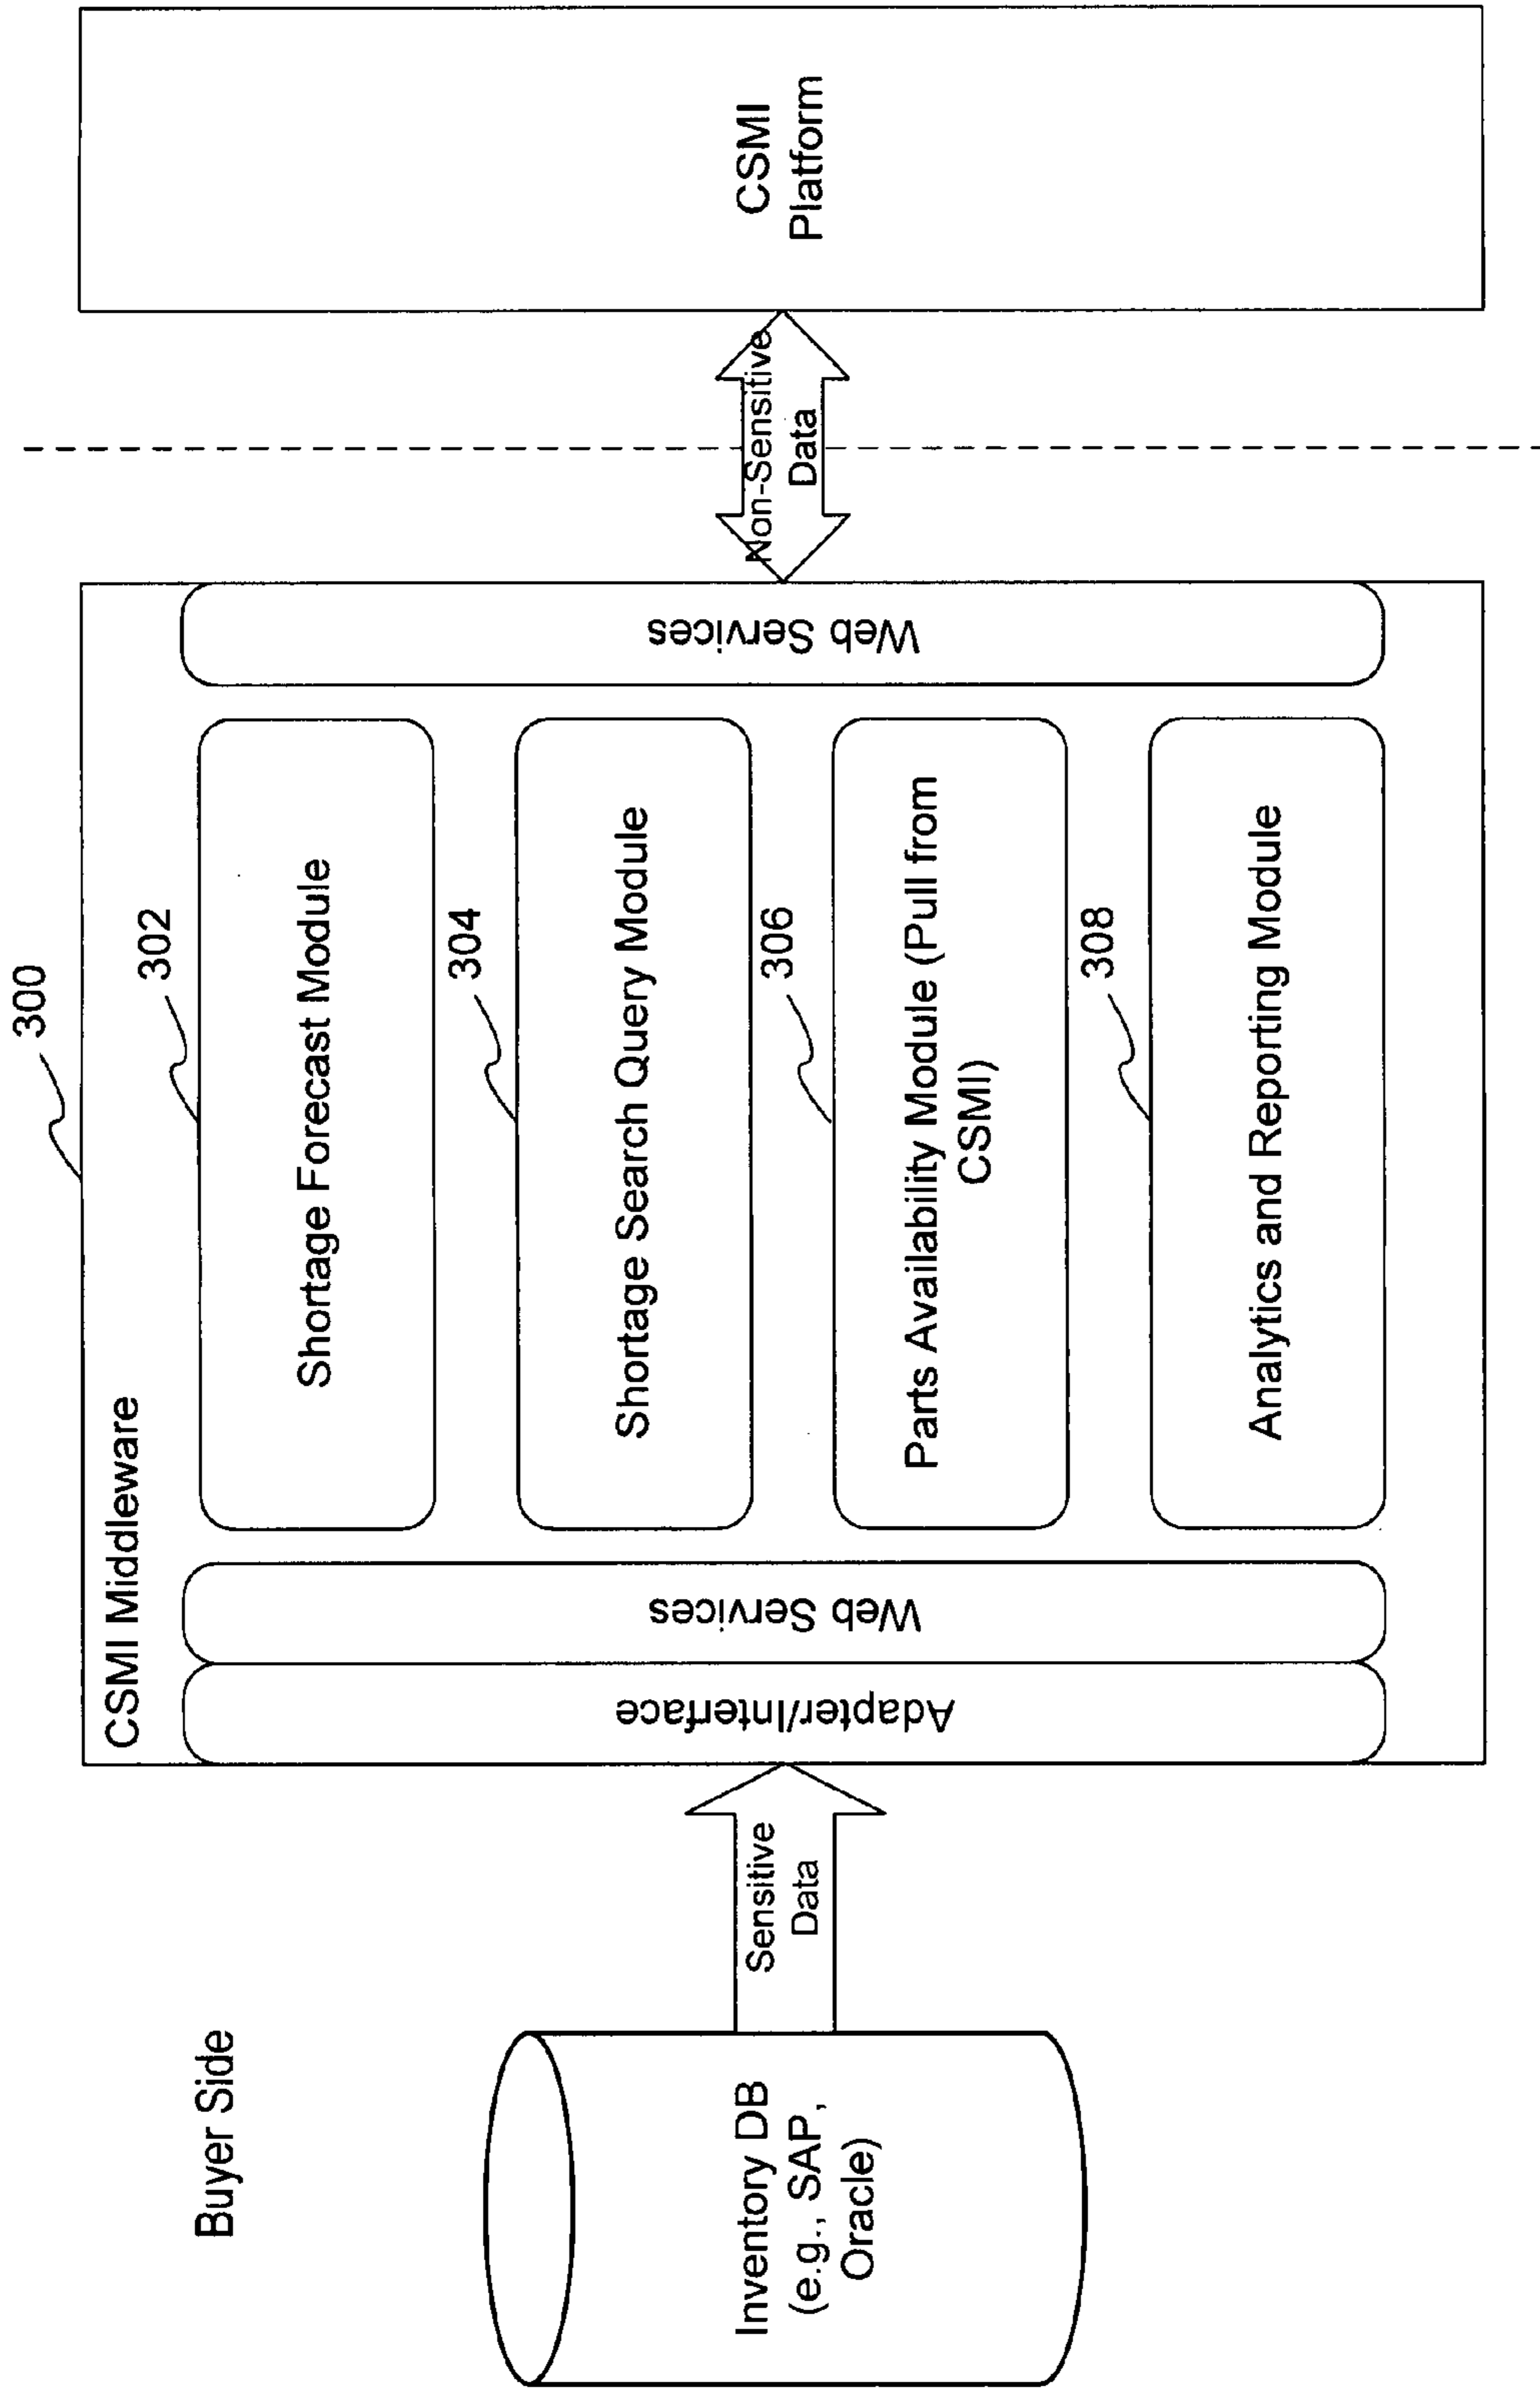 Buyer Side
Inventory DB
(e.g., SAP,
Oracle)
Sensitive
Data
300
CSMI Middleware
Adapter/Interface
Web Services
302
Shortage Forecast Module
304
Shortage Search Query Module
306
Parts Availability Module (Pull from
CSMI)
308
Analytics and Reporting Module
Web Services
Non-Sensitive
Data
CSMI
Platform